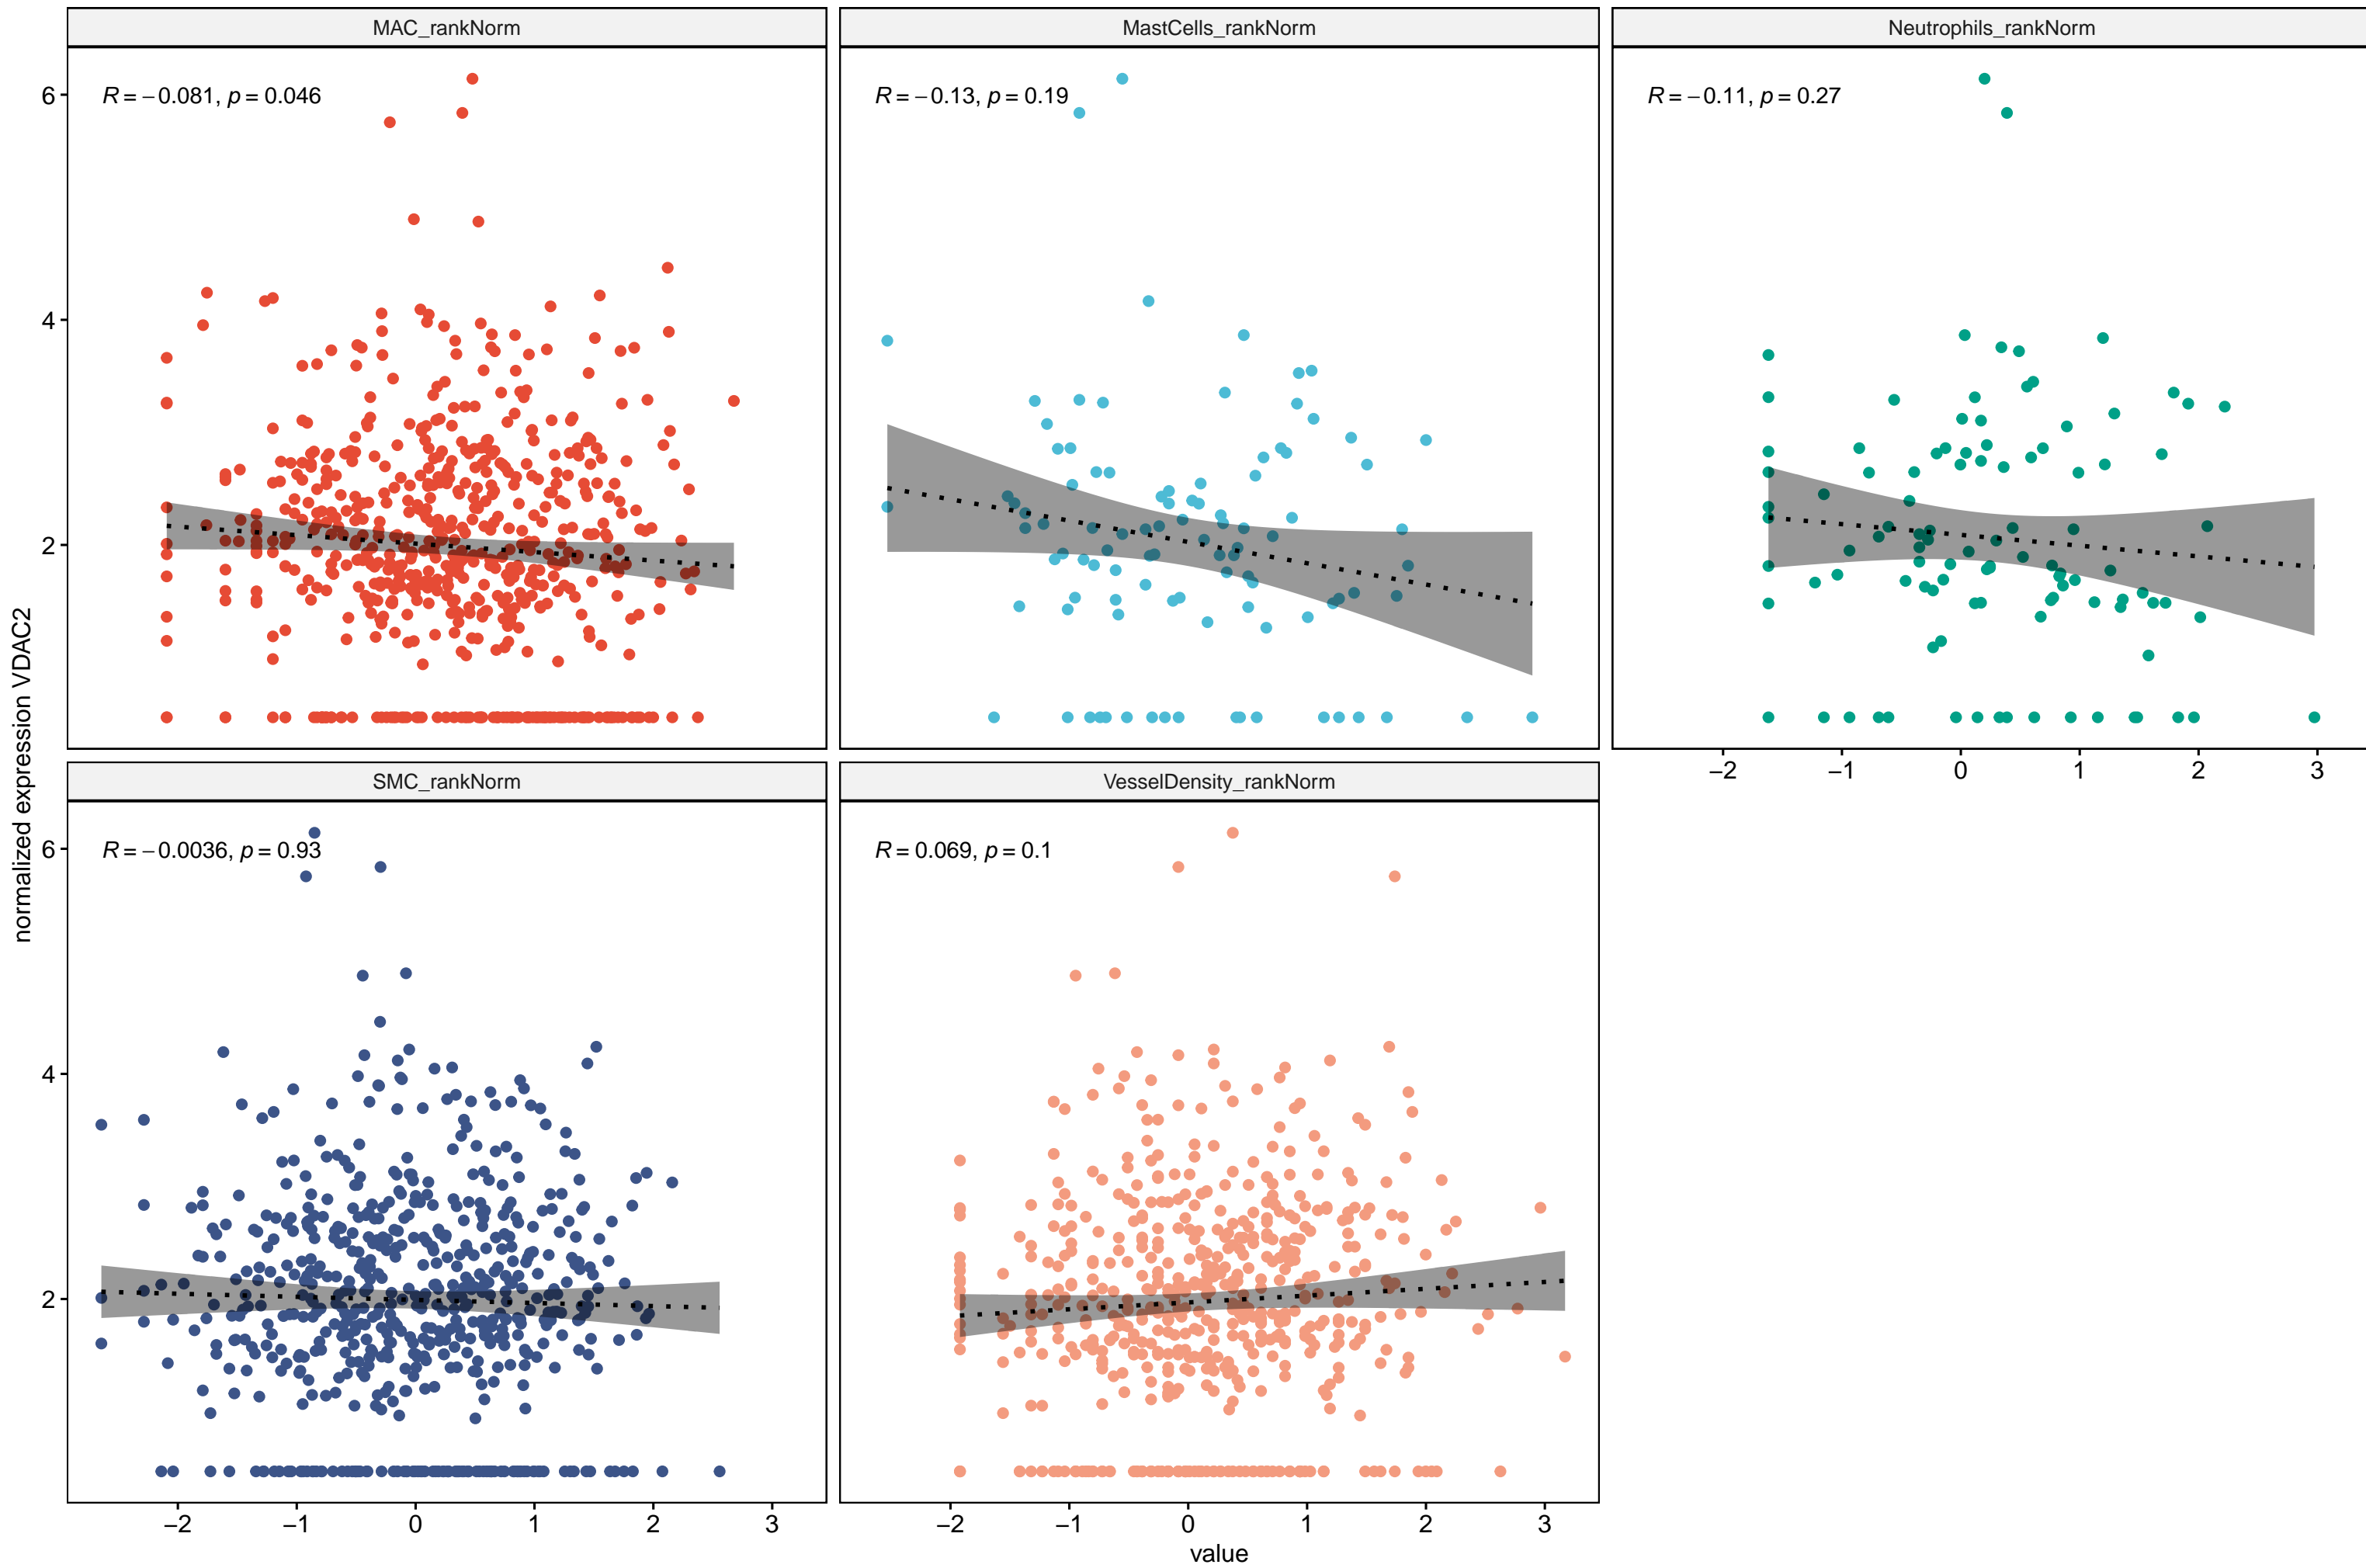 MAC_rankNorm
MastCells_rankNorm
Neutrophils_rankNorm
R = −0.081, p = 0.046
R = −0.13, p = 0.19
R = −0.11, p = 0.27
6
4
2
−2 −1 0 1 2 3
SMC_rankNorm
VesselDensity_rankNorm
R = −0.0036, p = 0.93
R = 0.069, p = 0.1
6
4
2
−2 −1 0 1 2 3
−2 −1 0 1 2 3
value
normalized expression VDAC2